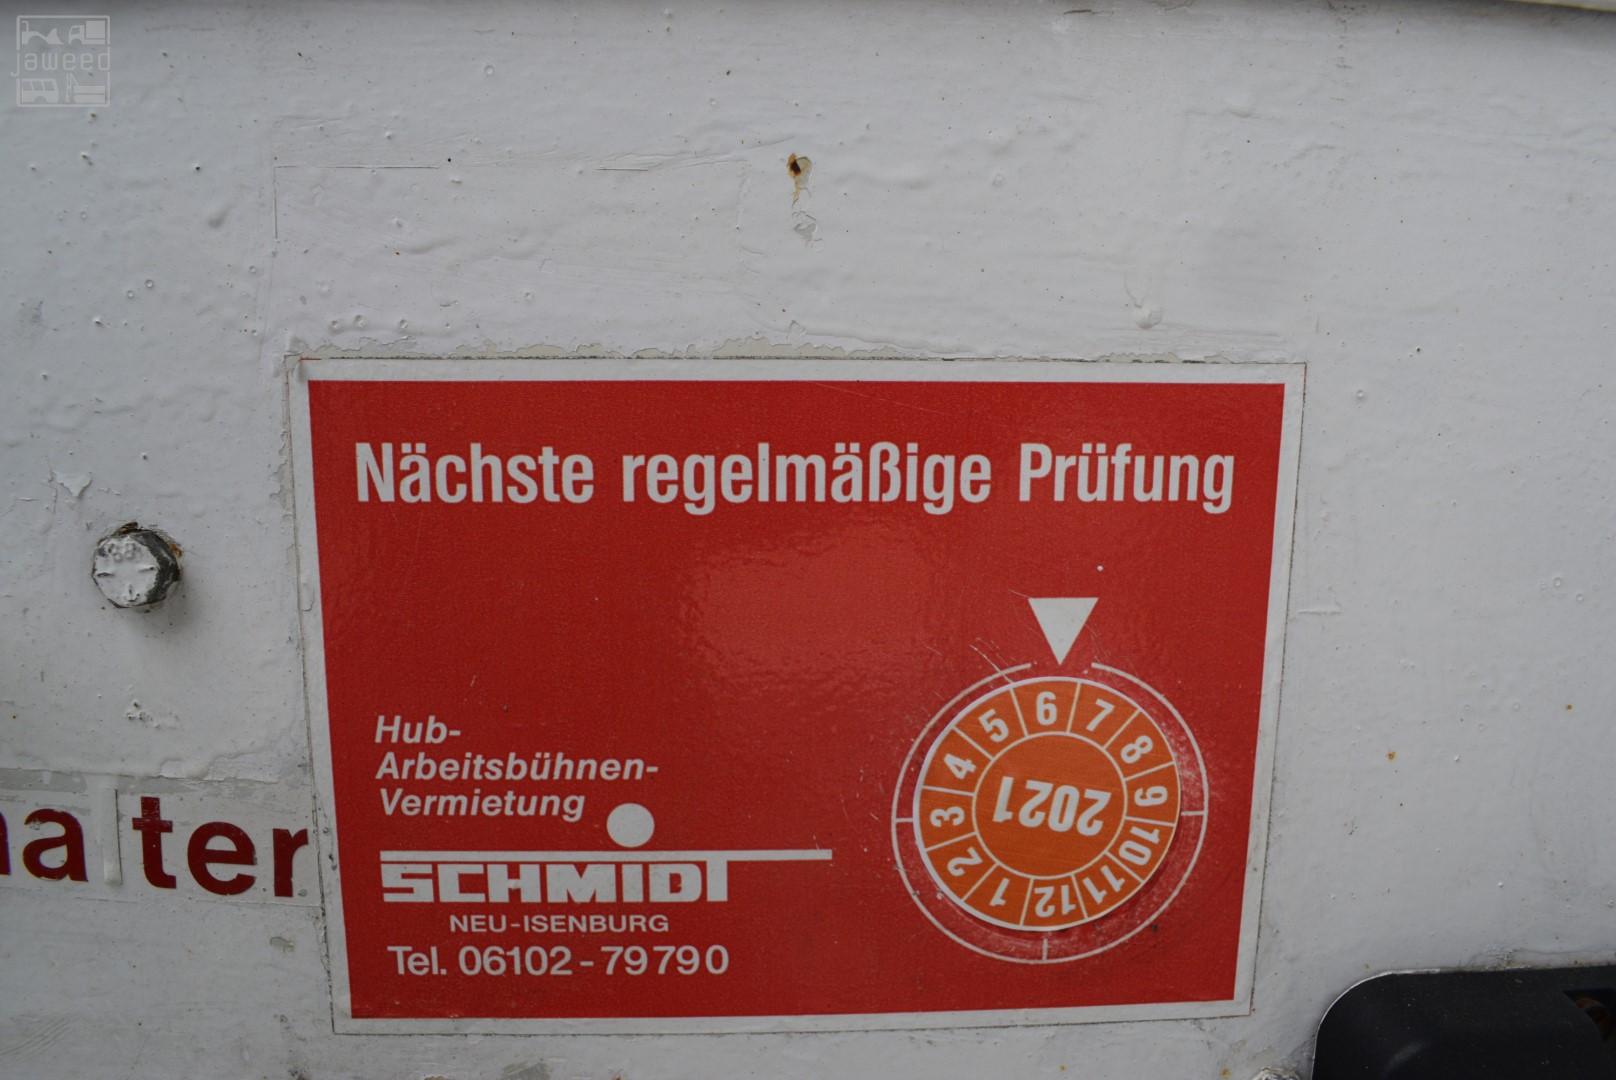 jaweed
Nächste regelmäßige Prüfung
Hub-
Arbeitsbühnen-
Vermietung
SCHMIDT
NEU-ISENBURG
Tel. 06102-79790
1 2 3 4 5 6 7 8 9 10 11 12
2021
ter